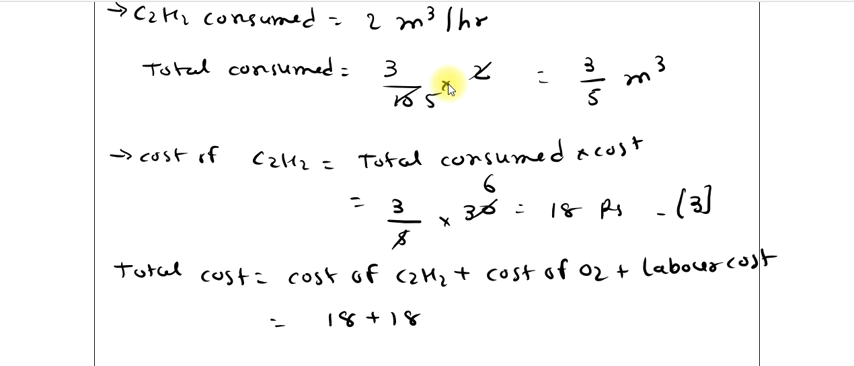 → C2H2 consumed = 2 m³/hr
Total consumed = 3/10 5 × 2 = 3/5 m³
→ cost of C2H2 = Total consumed × cost
= 3/5 × 30 6 = 18 Rs - [3]
Total cost = cost of C2H2 + cost of O2 + labour cost
= 18 + 18